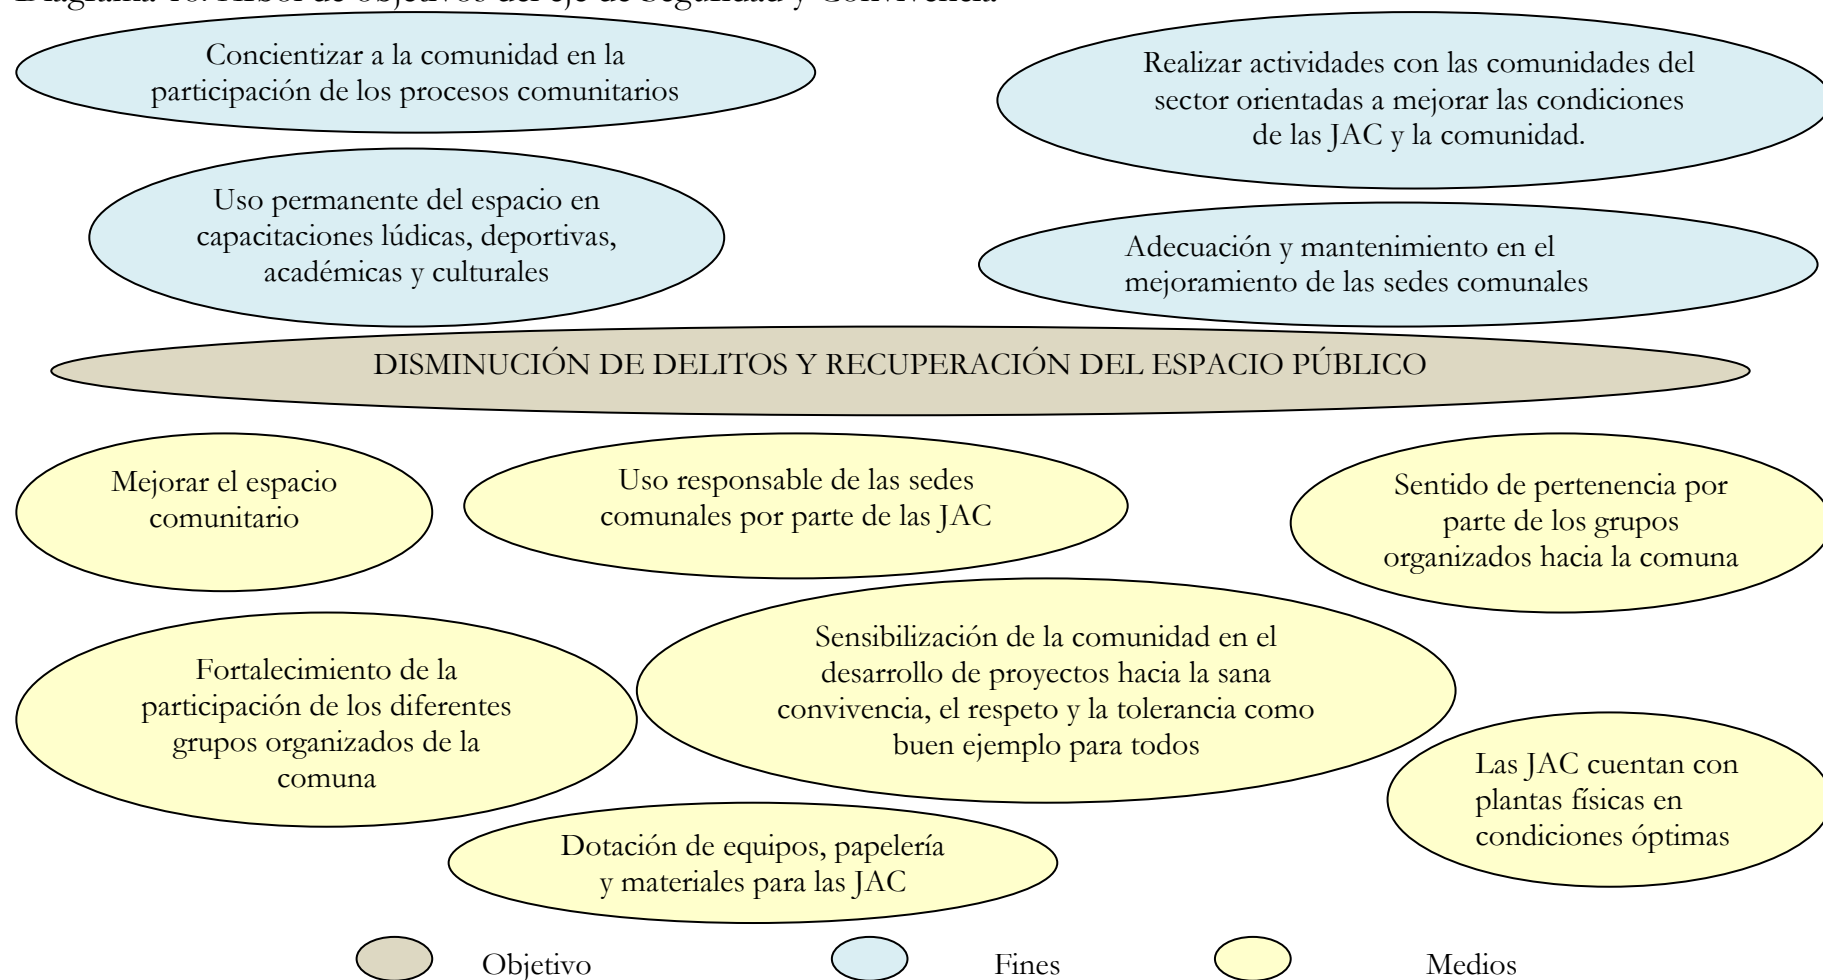 Concientizar a la comunidad en la
participación de los procesos comunitarios
Realizar actividades con las comunidades del
sector orientadas a mejorar las condiciones
de las JAC y la comunidad.
Uso permanente del espacio en
capacitaciones lúdicas, deportivas,
académicas y culturales
Adecuación y mantenimiento en el
mejoramiento de las sedes comunales
DISMINUCIÓN DE DELITOS Y RECUPERACIÓN DEL ESPACIO PÚBLICO
Mejorar el espacio
comunitario
Uso responsable de las sedes
comunales por parte de las JAC
Sentido de pertenencia por
parte de los grupos
organizados hacia la comuna
Fortalecimiento de la
participación de los diferentes
grupos organizados de la
comuna
Sensibilización de la comunidad en el
desarrollo de proyectos hacia la sana
convivencia, el respeto y la tolerancia como
buen ejemplo para todos
Las JAC cuentan con
plantas físicas en
condiciones óptimas
Dotación de equipos, papelería
y materiales para las JAC
Objetivo
Fines
Medios